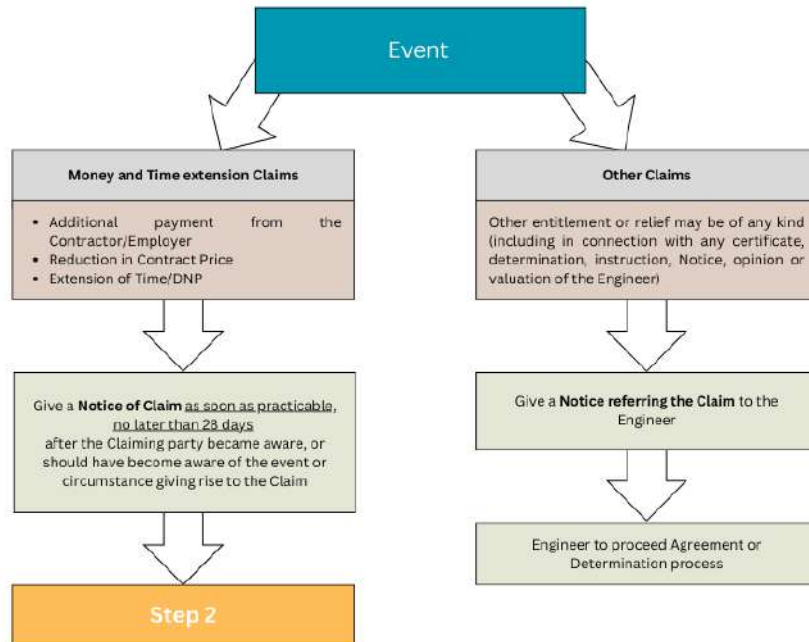 Event
Money and Time extension Claims
• Additional payment from the
Contractor/Employer
• Reduction in Contract Price
• Extension of Time/DNP
Give a Notice of Claim as soon as practicable,
no later than 28 days
after the Claiming party became aware, or
should have become aware of the event or
circumstance giving rise to the Claim
Step 2
Other Claims
Other entitlement or relief may be of any kind
(including in connection with any certificate,
determination, instruction, Notice, opinion or
valuation of the Engineer)
Give a Notice referring the Claim to the
Engineer
Engineer to proceed Agreement or
Determination process